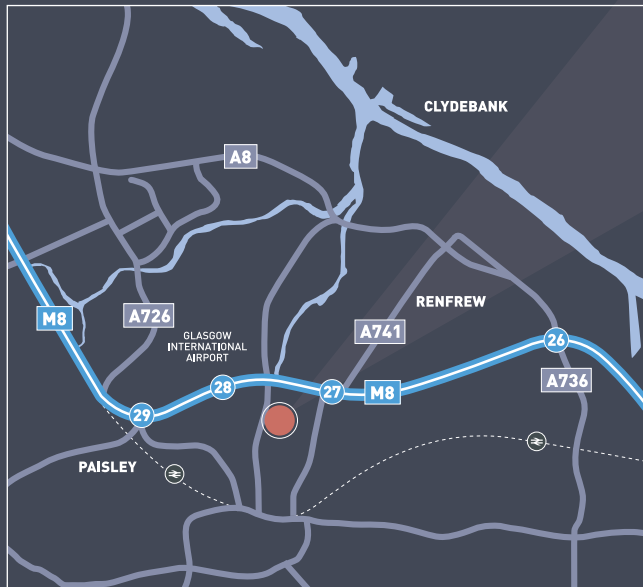 CLYDEBANK
A8
RENFREW
M8
A726
A741
GLASGOW
INTERNATIONAL
AIRPORT
26
28
27
M8
A736
29
PAISLEY